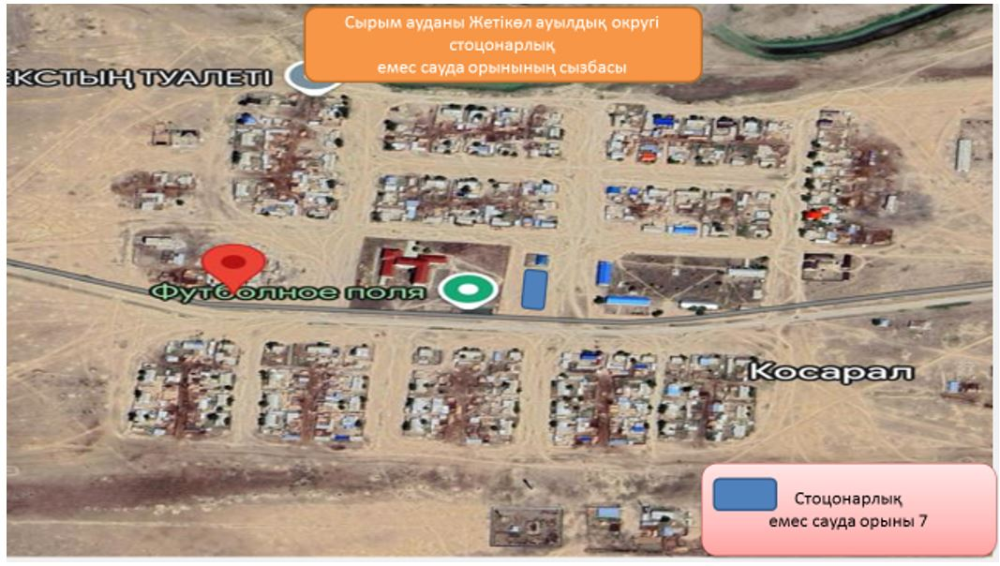 Сырым ауданы Жетікөл ауылдық округі
стоцонарлық
емес сауда орынының сызбасы
ЕКСТЫҢ ТУАЛЕТІ
Футболное поля
Косарал
Стоцонарлық
емес сауда орыны 7